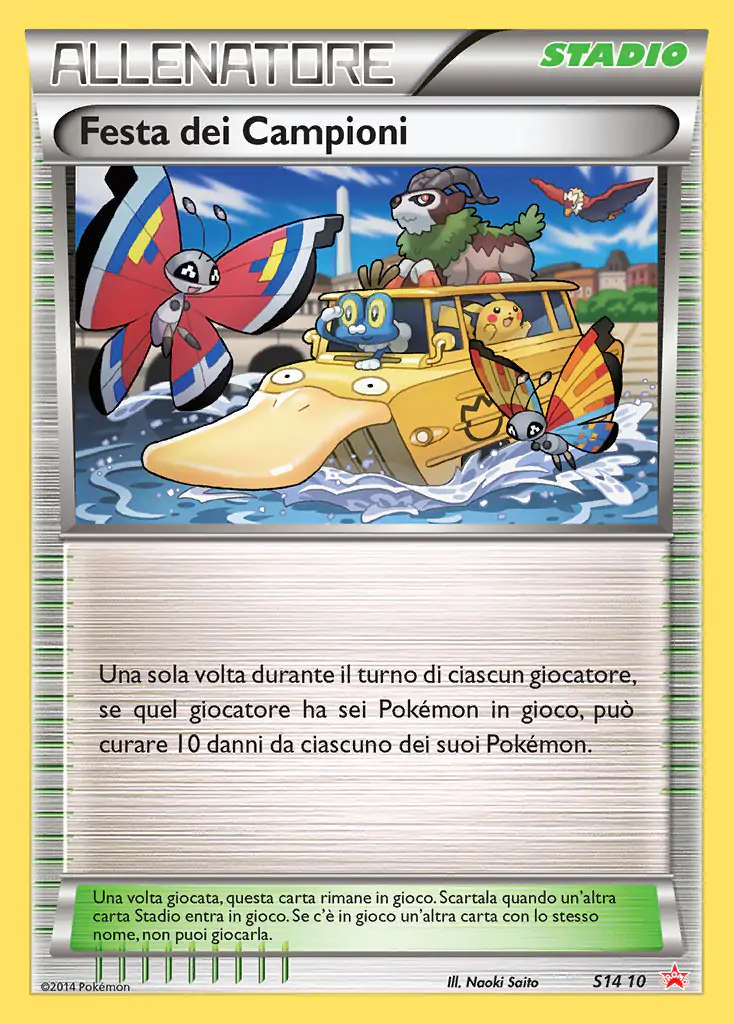 ALLENATORE
STADIO
Festa dei Campioni
Una sola volta durante il turno di ciascun giocatore,
se quel giocatore ha sei Pokémon in gioco, può
curare 10 danni da ciascuno dei suoi Pokémon.
Una volta giocata, questa carta rimane in gioco. Scartala quando un'altra
carta Stadio entra in gioco. Se c'è in gioco un'altra carta con lo stesso
nome, non puoi giocarla.
©2014 Pokémon
Ill. Naoki Saito
S14 10
PROMO